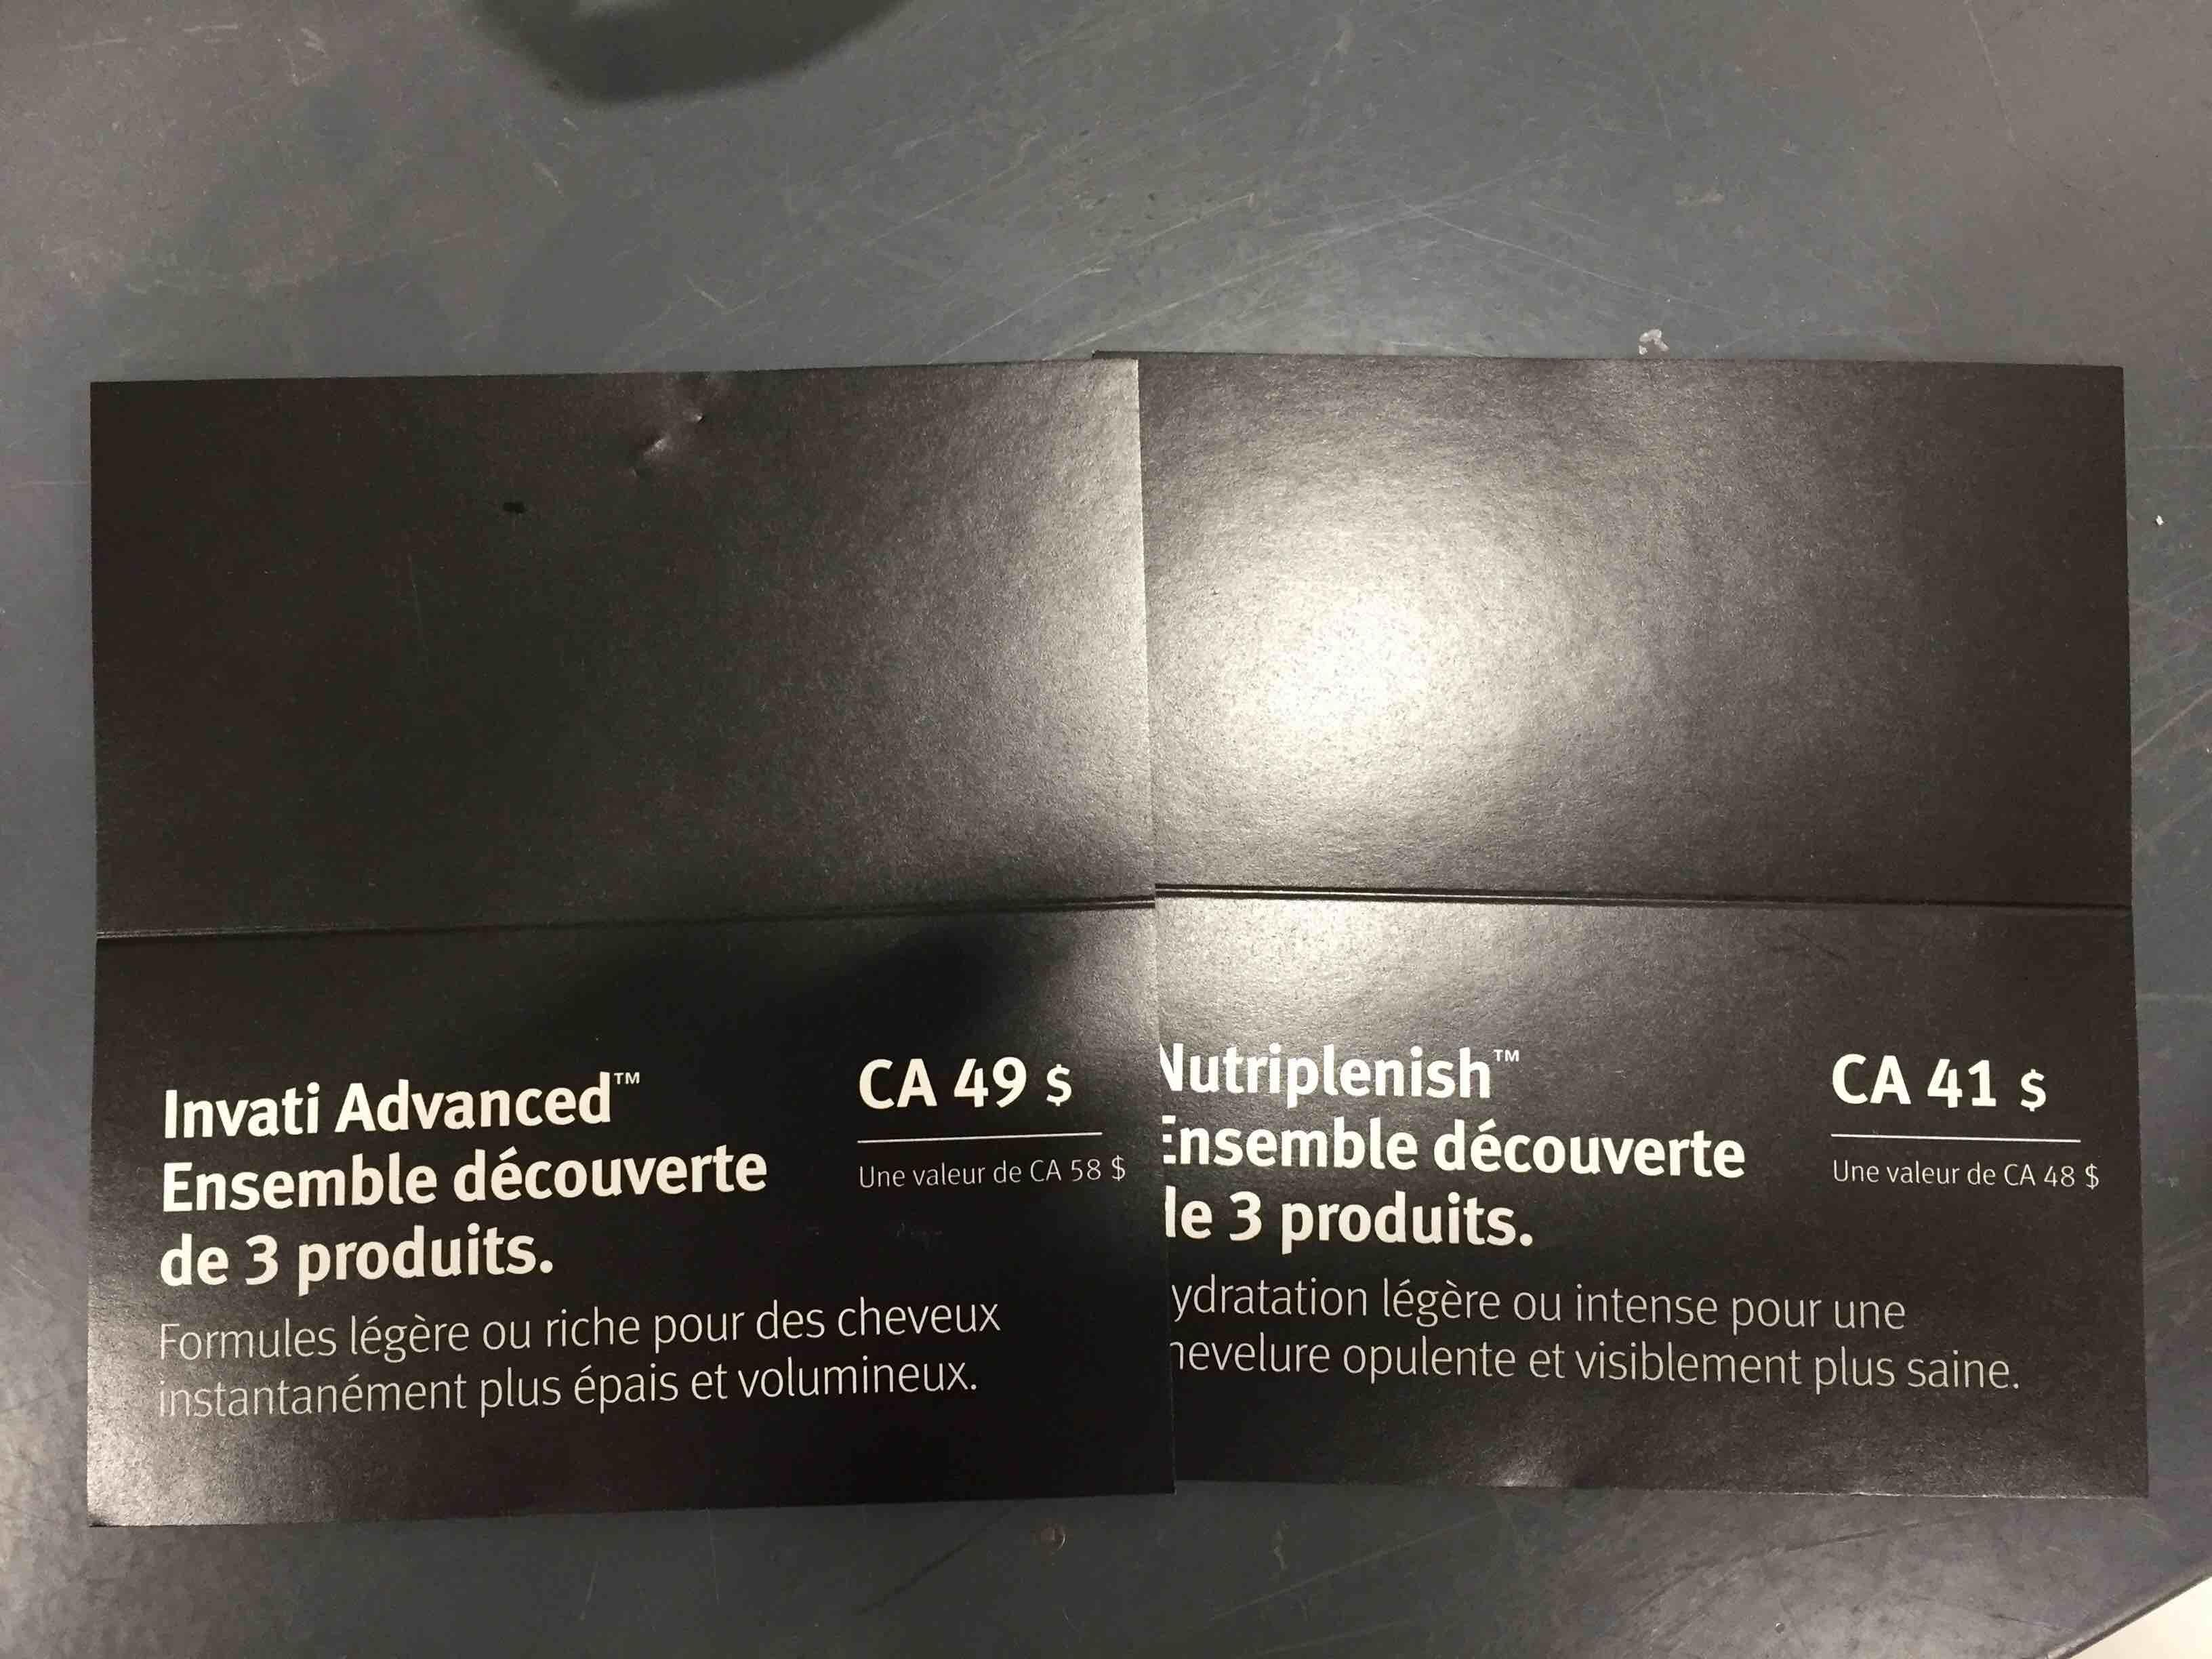 Invati Advanced™
Ensemble découverte
de 3 produits.
CA 49 $
Une valeur de CA 58 $
Formules légère ou riche pour des cheveux
instantanément plus épais et volumineux.
Nutriplenish™
Ensemble découverte
le 3 produits.
CA 41 $
Une valeur de CA 48 $
ydratation légère ou intense pour une
hevelure opulente et visiblement plus saine.